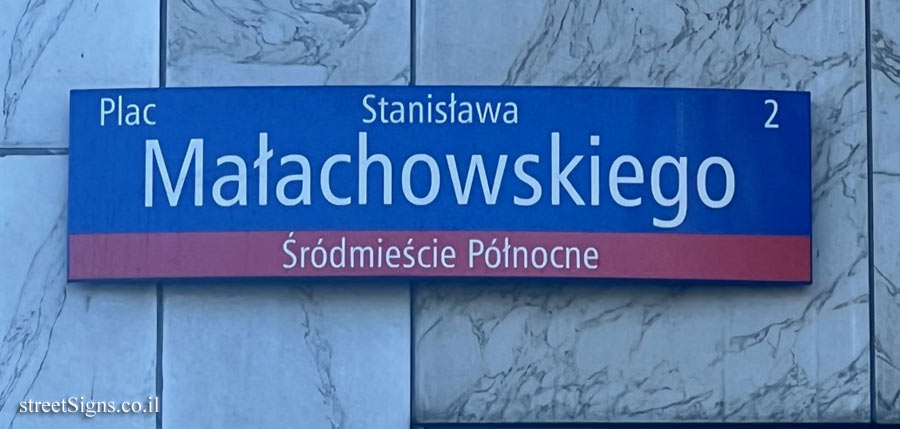 Plac Stanisława 2
Małachowskiego
Śródmieście Północne
streetSigns.co.il